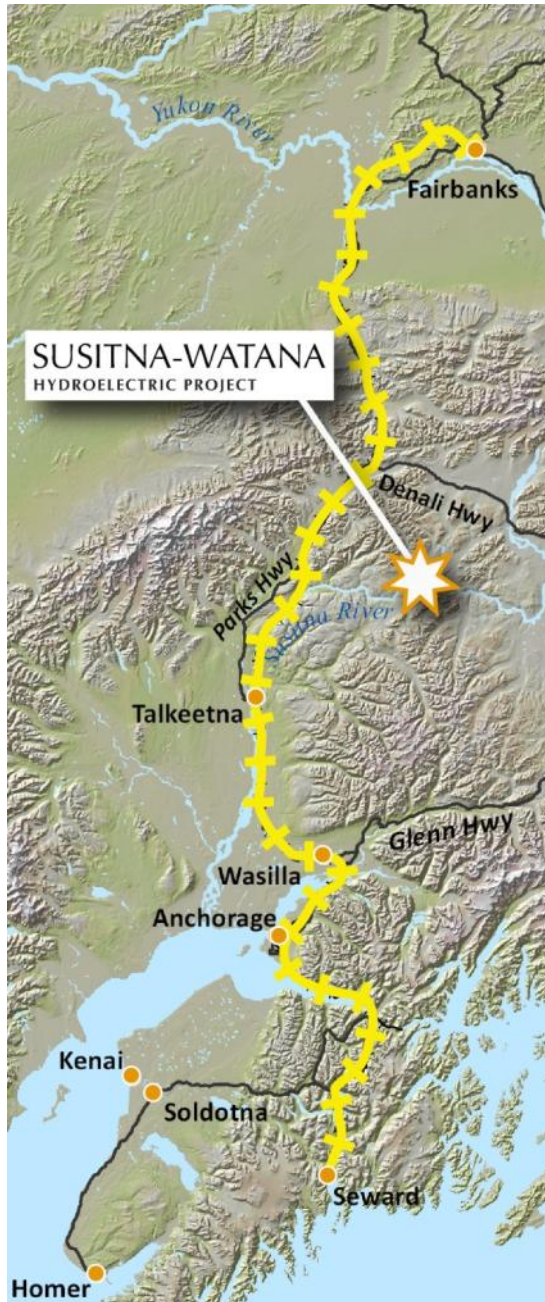 Yukon River
Fairbanks
SUSITNA-WATANA
HYDROELECTRIC PROJECT
Denali Hwy
Parks Hwy
Susitna River
Talkeetna
Glenn Hwy
Wasilla
Anchorage
Kenai
Soldotna
Seward
Homer